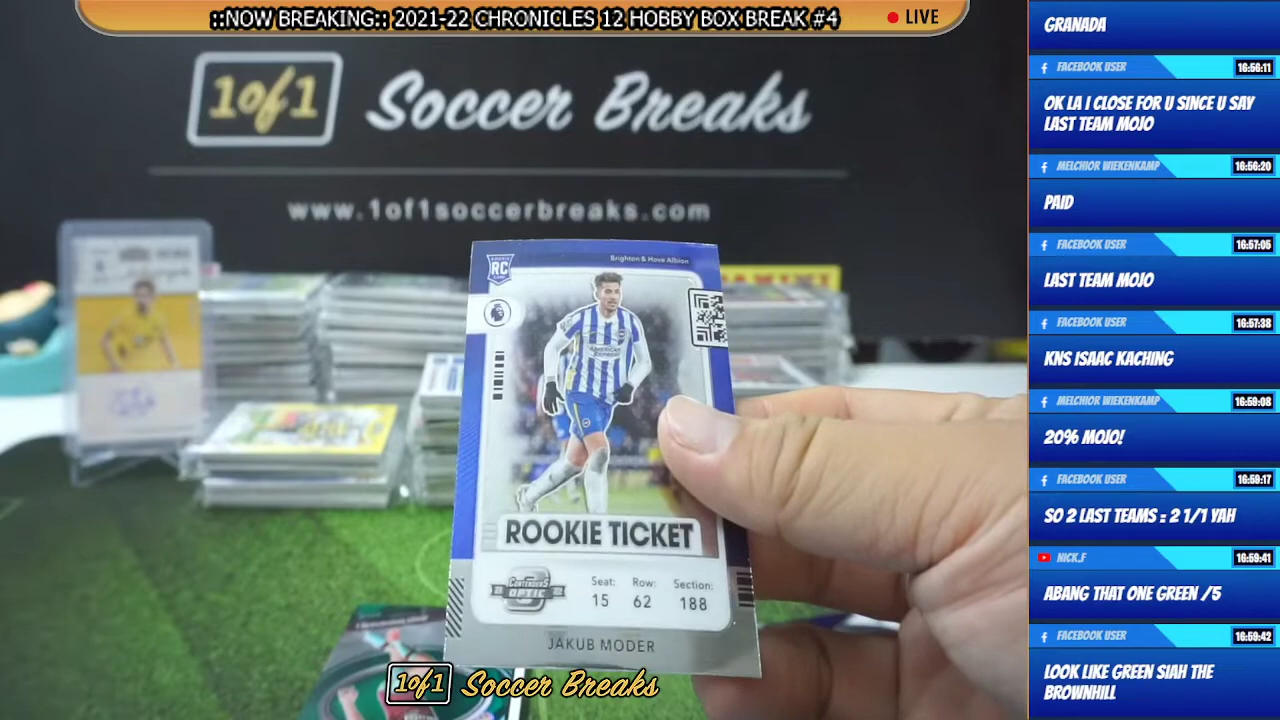 ::NOW BREAKING:: 2021-22 CHRONICLES 12 HOBBY BOX BREAK #4
LIVE
1of1 Soccer Breaks
www.1of1soccerbreaks.com
RC
Brighton & Hove Albion
AMERICAN EXPRESS
ROOKIE TICKET
CONTENDERS OPTIC
Seat: Row: Section:
15 62 188
JAKUB MODER
PANINI
1of1 Soccer Breaks
GRANADA
FACEBOOK USER 16:56:11
OK LA I CLOSE FOR U SINCE U SAY
LAST TEAM MOJO
MELCHIOR WIEKENKAMP 16:56:20
PAID
FACEBOOK USER 16:57:05
LAST TEAM MOJO
FACEBOOK USER 16:57:38
KNS ISAAC KACHING
MELCHIOR WIEKENKAMP 16:59:08
20% MOJO!
FACEBOOK USER 16:59:17
SO 2 LAST TEAMS = 2 1/1 YAH
NICK.F 16:59:41
ABANG THAT ONE GREEN /5
FACEBOOK USER 16:59:42
LOOK LIKE GREEN SIAH THE
BROWNHILL